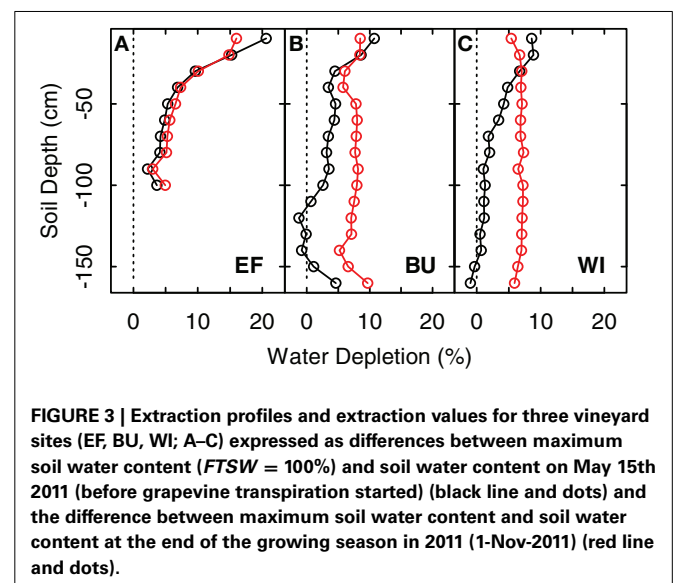 A
B
C
Soil Depth (cm)
-50
-100
-150
EF
BU
WI
0
10
20
0
10
20
0
10
20
Water Depletion (%)
FIGURE 3 | Extraction profiles and extraction values for three vineyard
sites (EF, BU, WI; A–C) expressed as differences between maximum
soil water content (FTSW = 100%) and soil water content on May 15th
2011 (before grapevine transpiration started) (black line and dots) and
the difference between maximum soil water content and soil water
content at the end of the growing season in 2011 (1-Nov-2011) (red line
and dots).